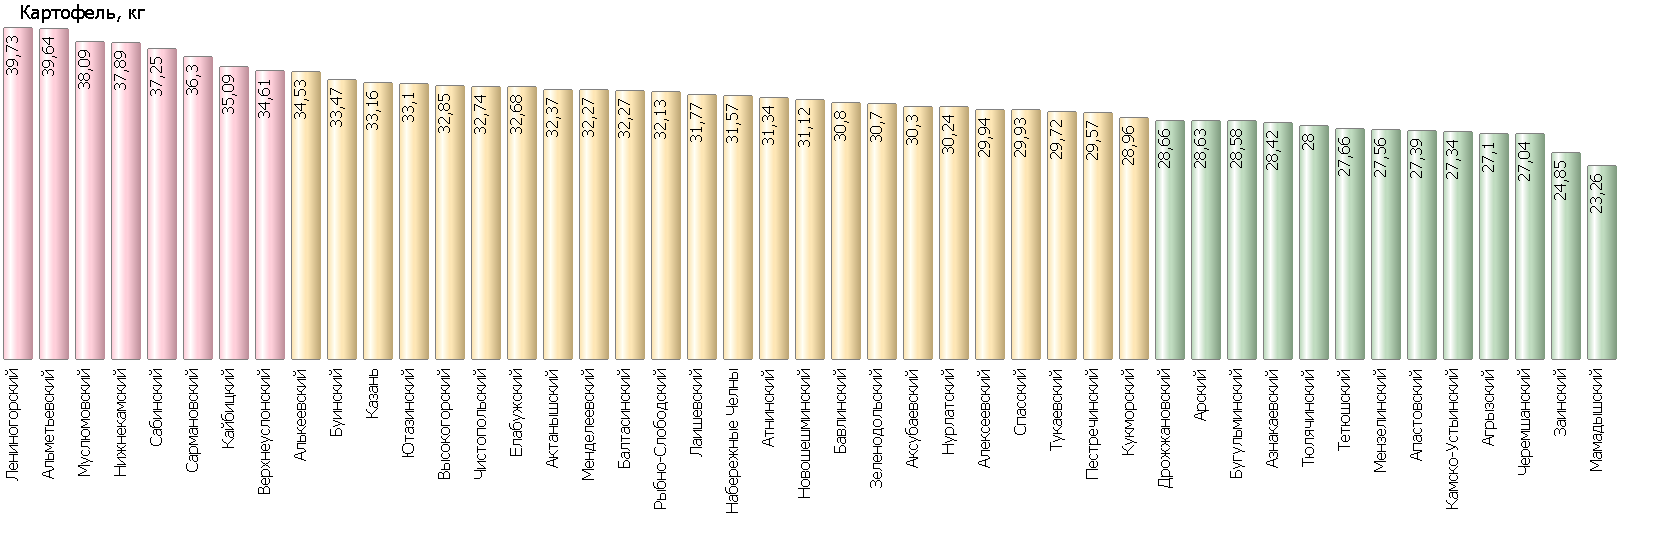 Картофель, кг
39,73
39,64
38,09
37,89
37,25
36,3
35,09
34,61
34,53
33,47
33,16
33,1
32,85
32,74
32,68
32,37
32,27
32,27
32,13
31,77
31,57
31,34
31,12
30,8
30,7
30,3
30,24
29,94
29,93
29,72
29,57
28,96
28,66
28,63
28,58
28,42
28
27,66
27,56
27,39
27,34
27,1
27,04
24,85
23,26
Лениногорский
Альметьевский
Муслюмовский
Нижнекамский
Сабинский
Сармановский
Кайбицкий
Верхнеуслонский
Алькеевский
Буинский
Казань
Ютазинский
Высокогорский
Чистопольский
Елабужский
Актанышский
Менделеевский
Балтасинский
Рыбно-Слободский
Лаишевский
Набережные Челны
Атнинский
Новошешминский
Бавлинский
Зеленодольский
Аксубаевский
Нурлатский
Алексеевский
Спасский
Тукаевский
Пестречинский
Кукморский
Дрожжановский
Арский
Бугульминский
Азнакаевский
Тюлячинский
Тетюшский
Мензелинский
Апастовский
Камско-Устьинский
Агрызский
Черемшанский
Заинский
Мамадышский